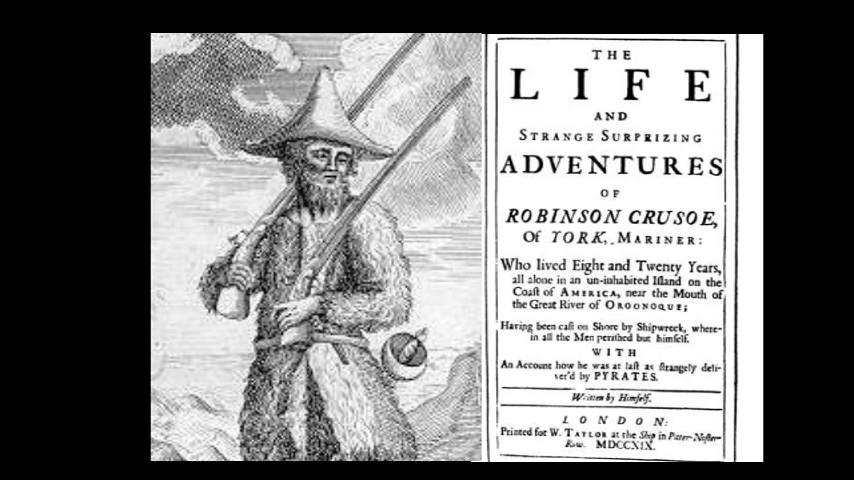 THE
LIFE
AND
STRANGE SURPRIZING
ADVENTURES
OF
ROBINSON CRUSOE,
Of YORK, MARINER:
Who lived Eight and Twenty Years,
all alone in an un-inhabited Iſland on the
Coaſt of AMERICA, near the Mouth of
the Great River of OROONOQUE;
Having been caſt on Shore by Shipwreck, where-
in all the Men periſhed but himſelf.
WITH
An Account how he was at laſt as ſtrangely deli-
ver'd by PYRATES.
Written by Himſelf.
LONDON:
Printed for W. TAYLOR at the Ship in Pater-Noſter-
Row. MDCCXIX.